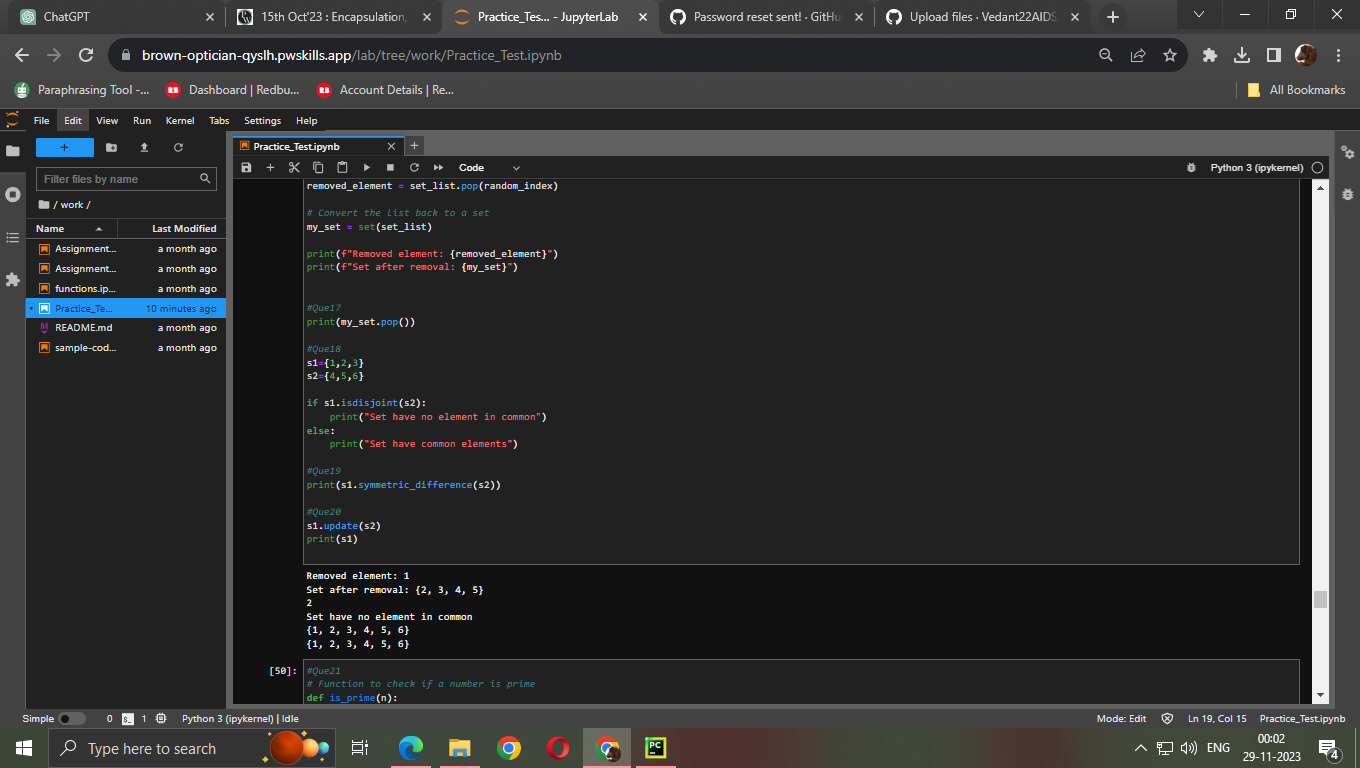 ChatGPT
15th Oct'23 : Encapsulation,
Practice_Tes... - JupyterLab
Password reset sent! · GitHu
Upload files · Vedant22AIDS
brown-optician-qyslh.pwskills.app/lab/tree/work/Practice_Test.ipynb
Paraphrasing Tool -...
Dashboard | Redbu...
Account Details | Re...
All Bookmarks
File Edit View Run Kernel Tabs Settings Help
Practice_Test.ipynb
Code
Python 3 (ipykernel)
Filter files by name
/ work /
Name Last Modified
Assignment... a month ago
Assignment... a month ago
functions.ip... a month ago
Practice_Te... 10 minutes ago
README.md a month ago
sample-cod... a month ago
removed_element = set_list.pop(random_index)
# Convert the list back to a set
my_set = set(set_list)
print(f"Removed element: {removed_element}")
print(f"Set after removal: {my_set}")
#Que17
print(my_set.pop())
#Que18
s1={1,2,3}
s2={4,5,6}
if s1.isdisjoint(s2):
    print("Set have no element in common")
else:
    print("Set have common elements")
#Que19
print(s1.symmetric_difference(s2))
#Que20
s1.update(s2)
print(s1)
Removed element: 1
Set after removal: {2, 3, 4, 5}
2
Set have no element in common
{1, 2, 3, 4, 5, 6}
{1, 2, 3, 4, 5, 6}
[50]: #Que21
# Function to check if a number is prime
def is_prime(n):
Simple 0 $_ 1 Python 3 (ipykernel) | Idle
Mode: Edit Ln 19, Col 15 Practice_Test.ipynb
Type here to search
PC
ENG
00:02
29-11-2023
4